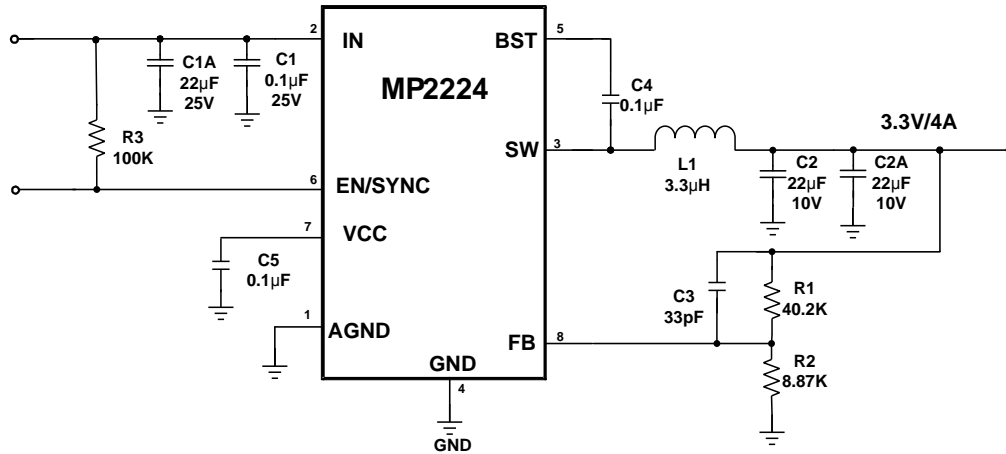 2
IN
BST
5
C1A
22µF
25V
C1
0.1µF
25V
MP2224
C4
0.1µF
3.3V/4A
R3
100K
SW
3
L1
3.3µH
C2
22µF
10V
C2A
22µF
10V
6
EN/SYNC
7
VCC
C5
0.1µF
C3
33pF
R1
40.2K
1
AGND
FB
8
R2
8.87K
GND
4
GND